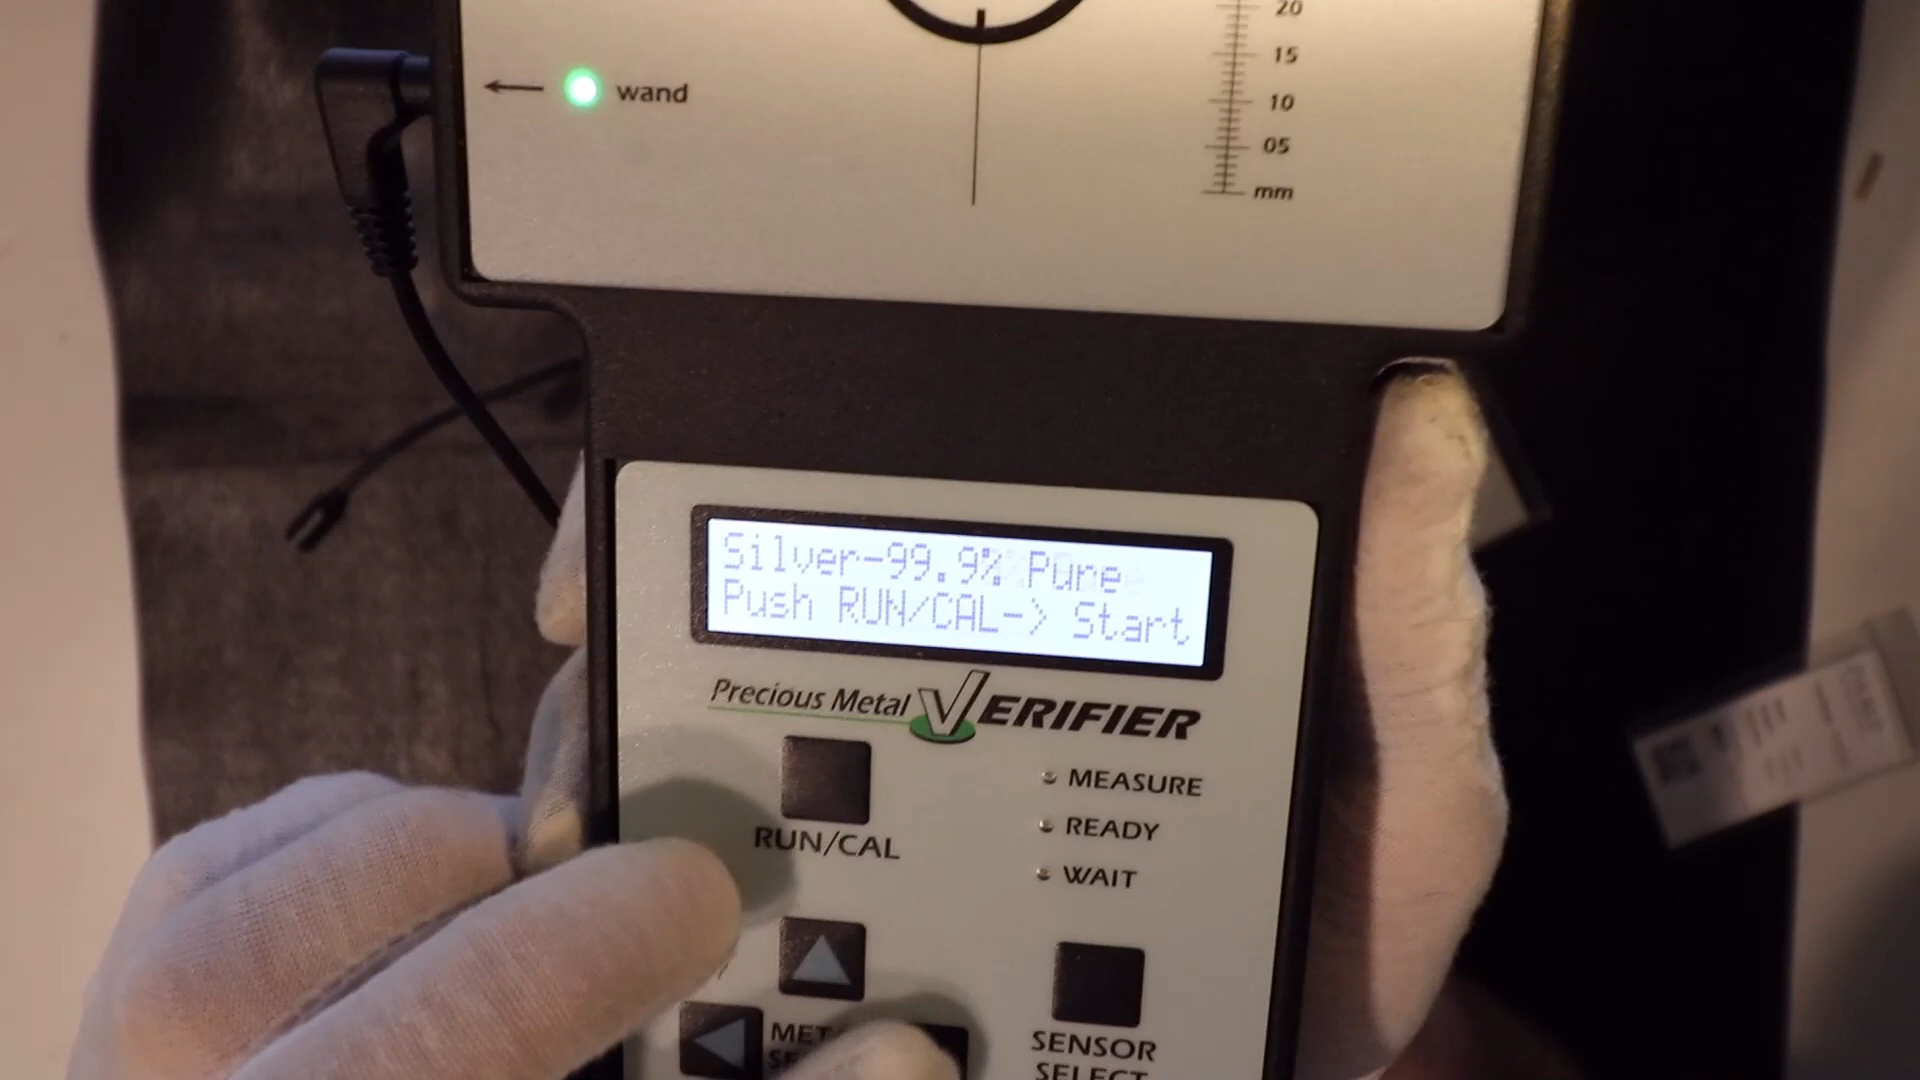 20
15
wand
10
05
mm
Silver-99.9% Pure
Push RUN/CAL-> Start
Precious Metal VERIFIER
MEASURE
RUN/CAL
READY
WAIT
SENSOR
SELECT